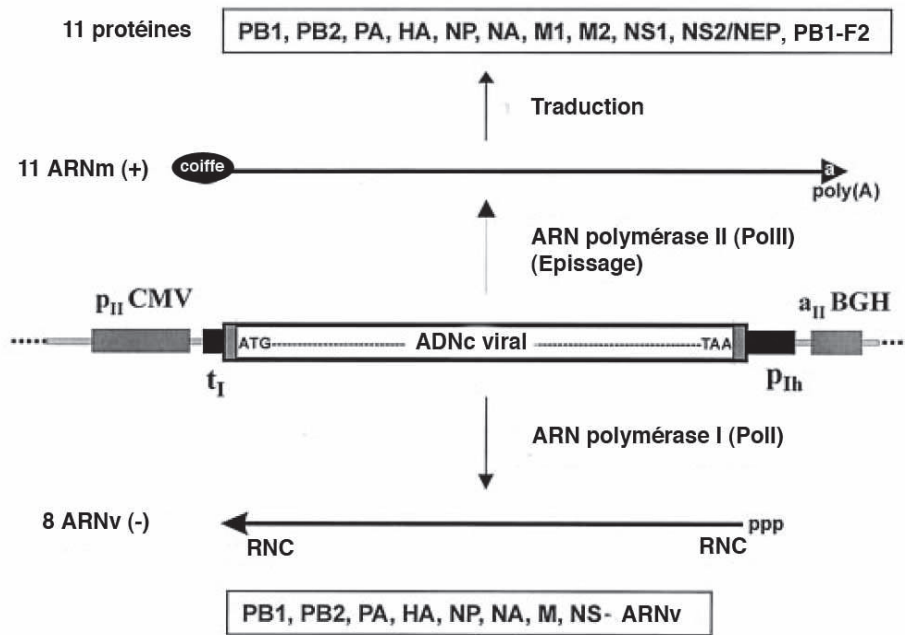 11 protéines
PB1, PB2, PA, HA, NP, NA, M1, M2, NS1, NS2/NEP, PB1-F2
Traduction
11 ARNm (+)
coiffe
a
poly(A)
ARN polymérase II (PolII)
(Epissage)
pII CMV
aII BGH
ATG
ADNc viral
TAA
tI
pIh
ARN polymérase I (PolI)
8 ARNv (-)
ppp
RNC
RNC
PB1, PB2, PA, HA, NP, NA, M, NS- ARNv